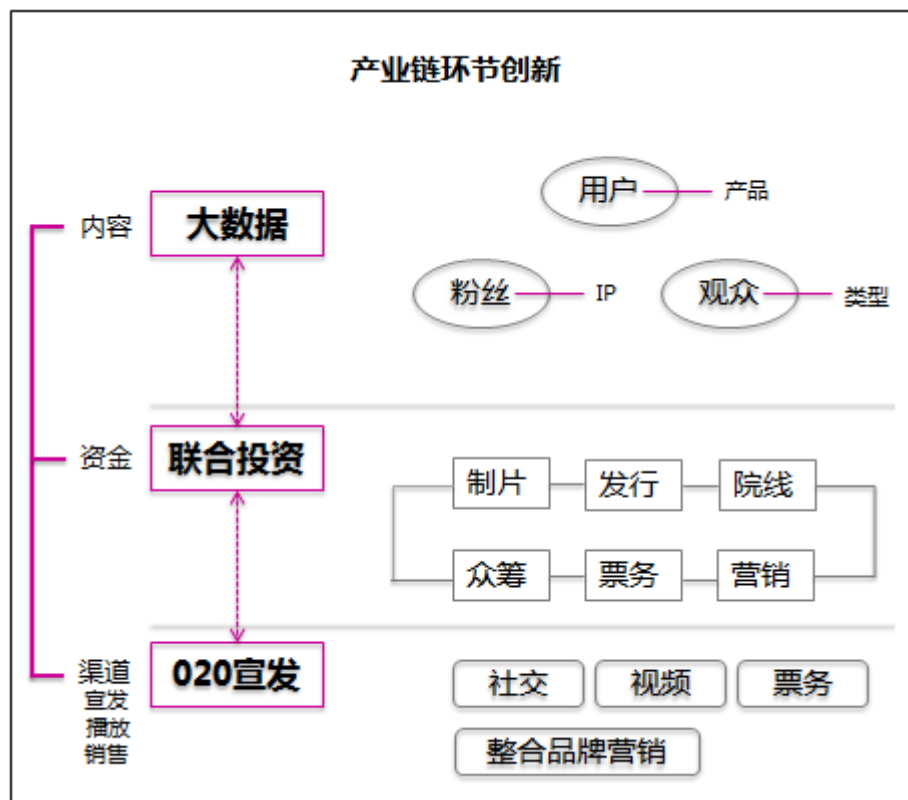 产业链环节创新
用户 产品
内容 大数据
粉丝 IP 观众 类型
资金 联合投资
制片 发行 院线
众筹 票务 营销
渠道 020宣发
宣发
播放
销售
社交 视频 票务
整合品牌营销